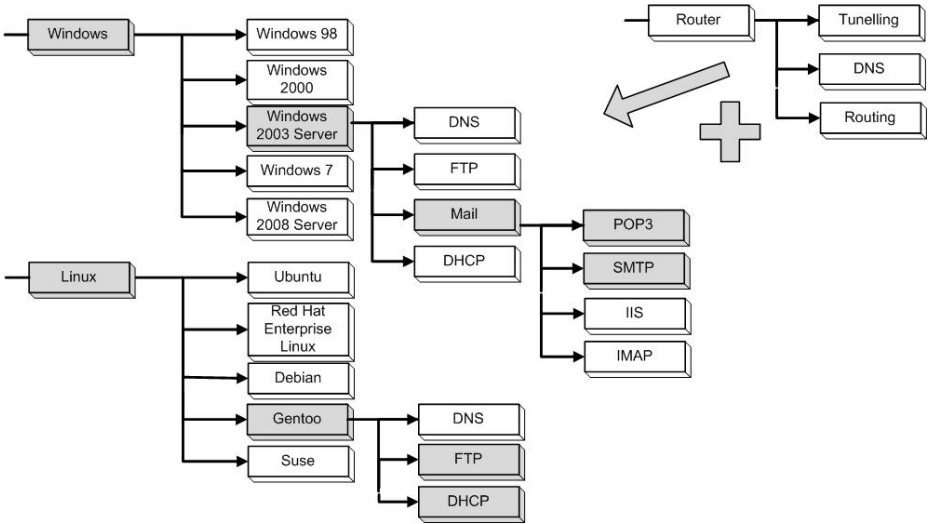 Windows
Windows 98
Windows
2000
Windows
2003 Server
Windows 7
Windows
2008 Server
DNS
FTP
Mail
DHCP
POP3
SMTP
IIS
IMAP
Router
Tunelling
DNS
Routing
Linux
Ubuntu
Red Hat
Enterprise
Linux
Debian
Gentoo
Suse
DNS
FTP
DHCP